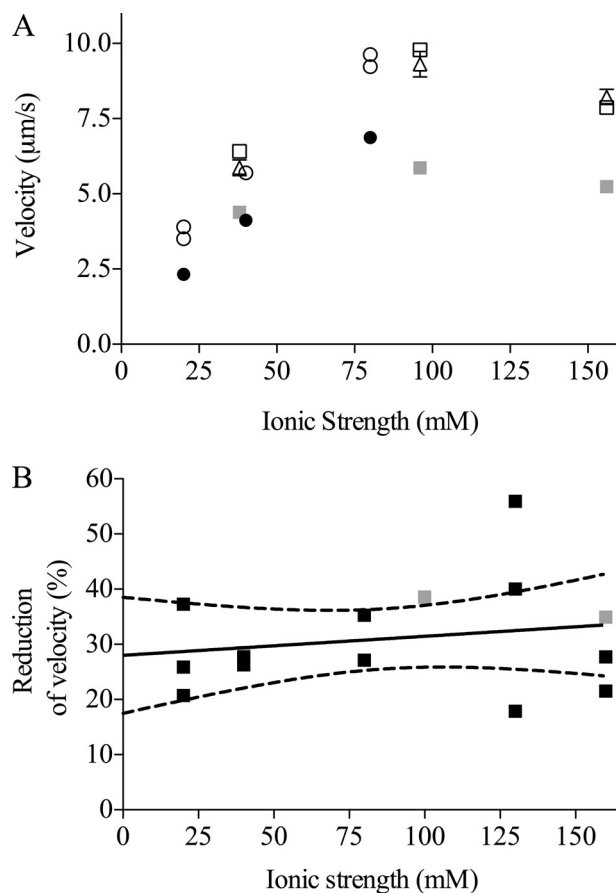 A
10.0
7.5
5.0
2.5
0.0
Velocity (μm/s)
0 25 50 75 100 125 150
Ionic Strength (mM)
B
60
50
40
30
20
10
0
Reduction
of velocity (%)
0 25 50 75 100 125 150
Ionic strength (mM)